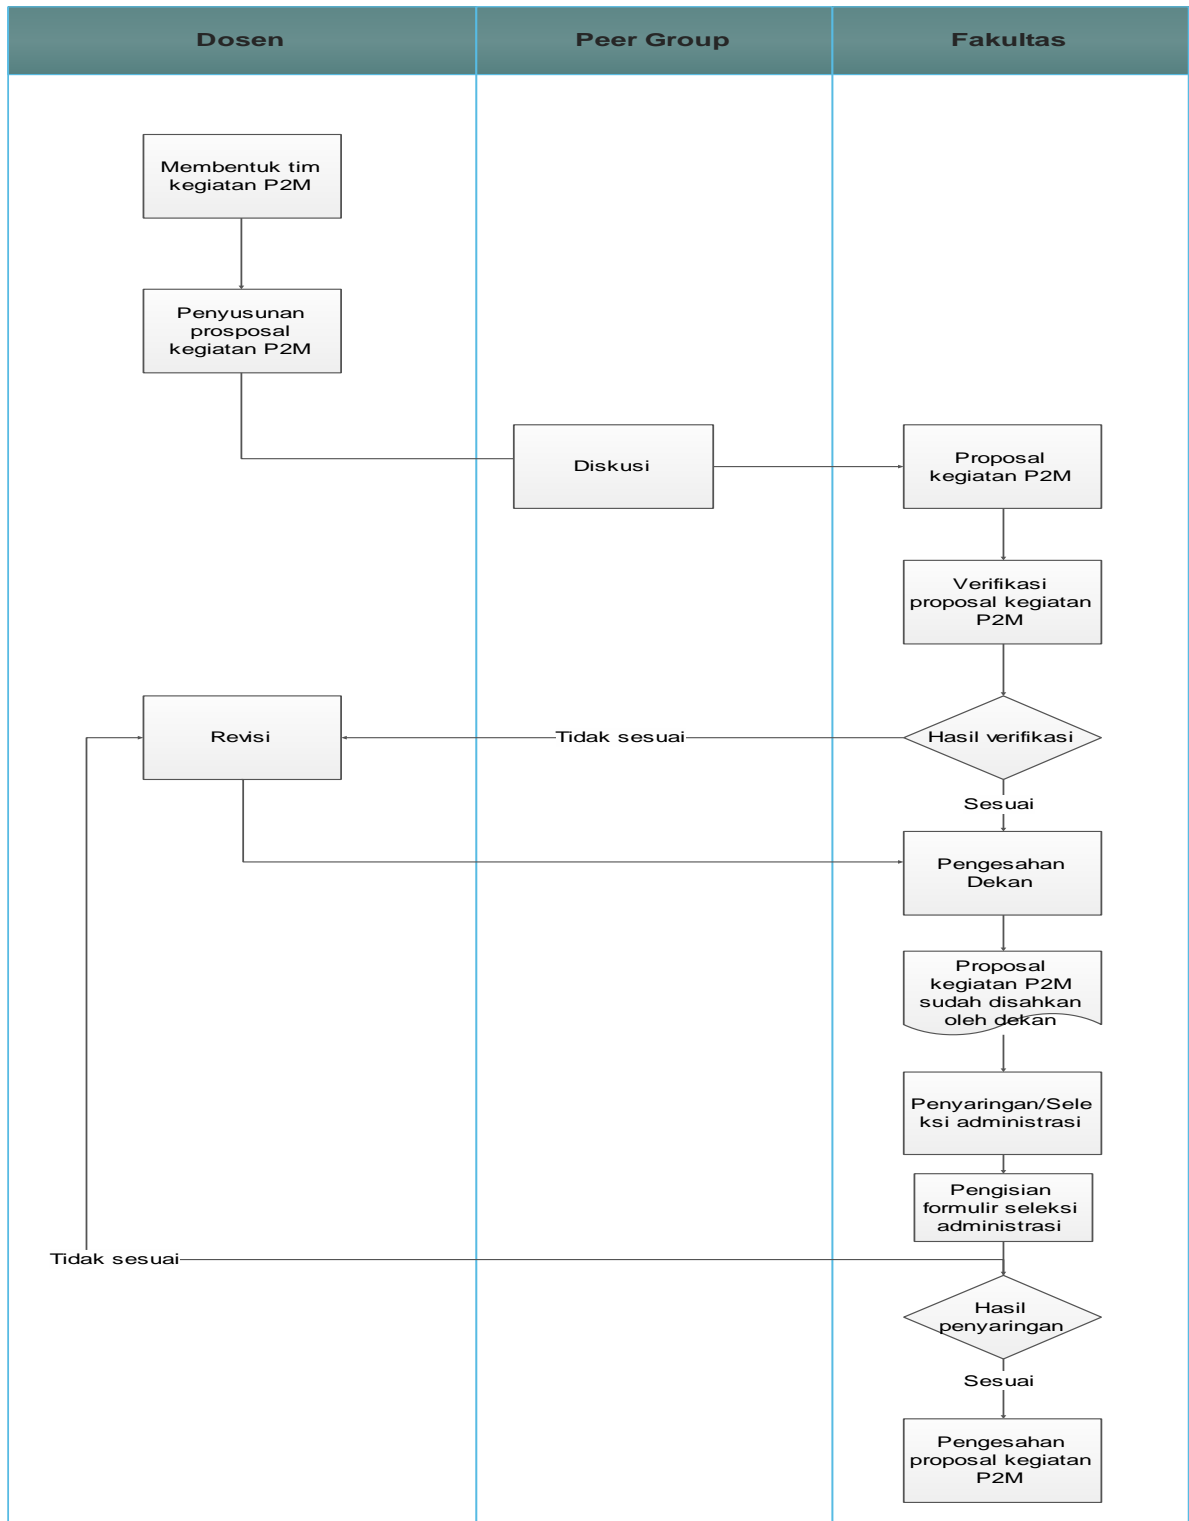 Dosen
Peer Group
Fakultas
Membentuk tim
kegiatan P2M
Penyusunan
prosposal
kegiatan P2M
Diskusi
Proposal
kegiatan P2M
Verifikasi
proposal kegiatan
P2M
Revisi
Tidak sesuai
Hasil verifikasi
Sesuai
Pengesahan
Dekan
Proposal
kegiatan P2M
sudah disahkan
oleh dekan
Penyaringan/Sele
ksi administrasi
Pengisian
formulir seleksi
administrasi
Tidak sesuai
Hasil
penyaringan
Sesuai
Pengesahan
proposal kegiatan
P2M